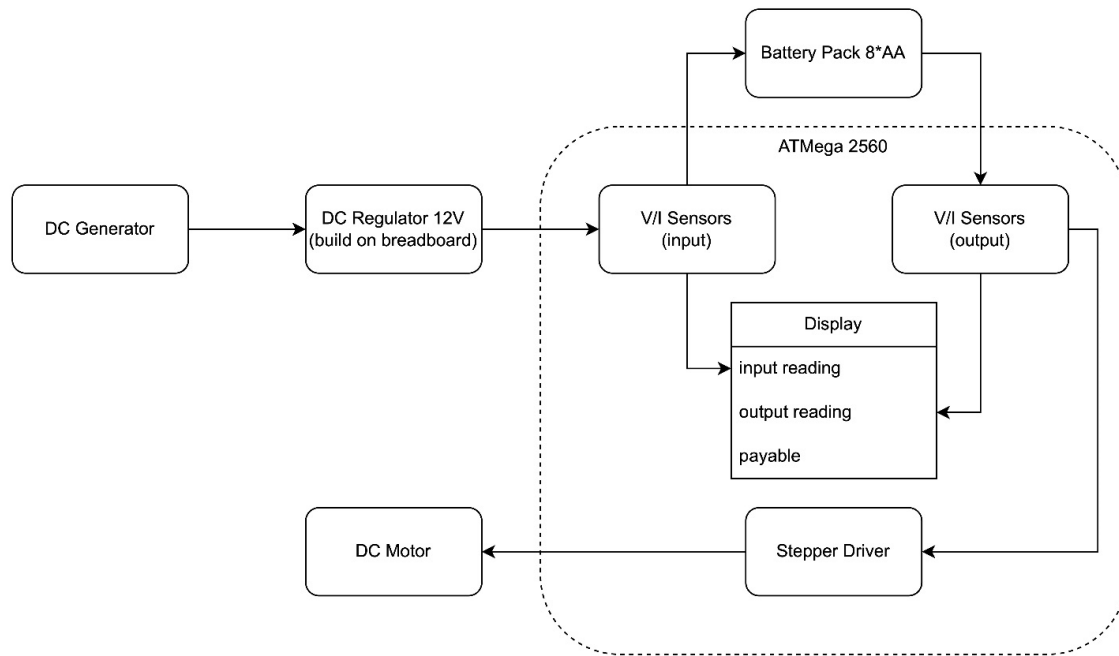 Battery Pack 8*AA
ATMega 2560
DC Generator
DC Regulator 12V
(build on breadboard)
V/I Sensors
(input)
V/I Sensors
(output)
Display
input reading
output reading
payable
DC Motor
Stepper Driver